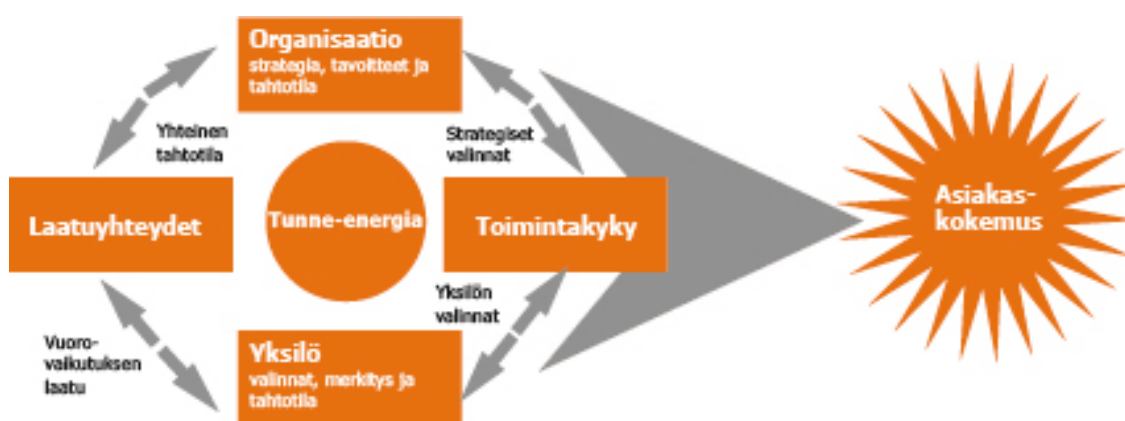 Organisaatio
strategia, tavoitteet ja
tahtotila
Yhteinen
tahtotila
Strategiset
valinnat
Laatuyhteydet
Tunne-energia
Toimintakyky
Asiakas-
kokemus
Yksilön
valinnat
Vuoro-
vaikutuksen
laatu
Yksilö
valinnat, merkitys ja
tahtotila